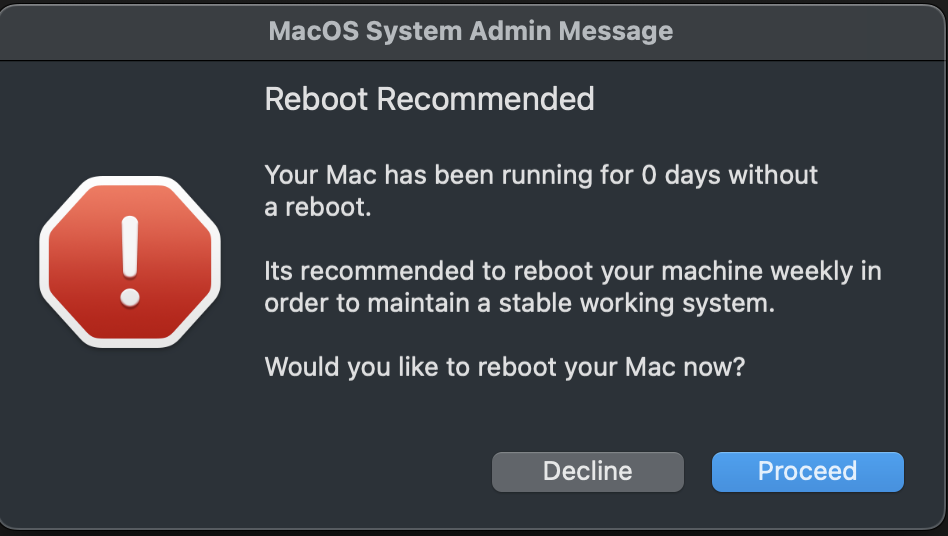 MacOS System Admin Message
Reboot Recommended
Your Mac has been running for 0 days without
a reboot.
Its recommended to reboot your machine weekly in
order to maintain a stable working system.
Would you like to reboot your Mac now?
Decline
Proceed